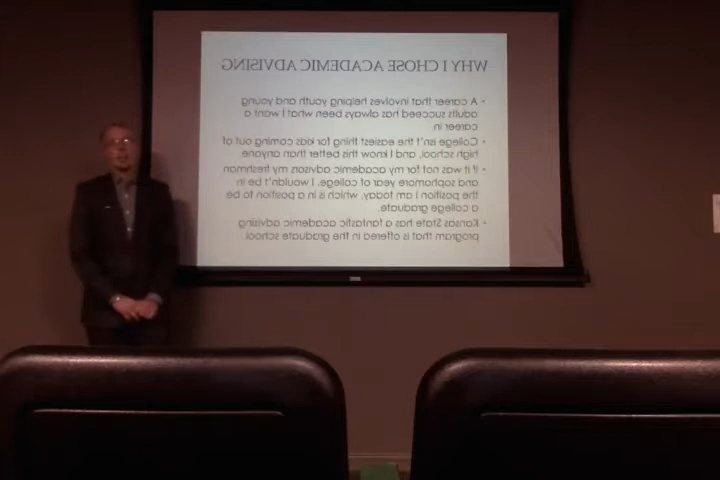 WHY I CHOSE ACADEMIC ADVISING
• A career that involves helping youth and young
adults succeed has always been what I want a
career in
• College isn't the easiest thing for kids coming out of
high school, and I know this better than anyone
• If it was not for my academic advisors my freshman
and sophomore year of college, I wouldn't be in
the position I am today, which is in a position to be
a college graduate.
• Kansas State has a fantastic academic advising
program that is offered in the graduate school